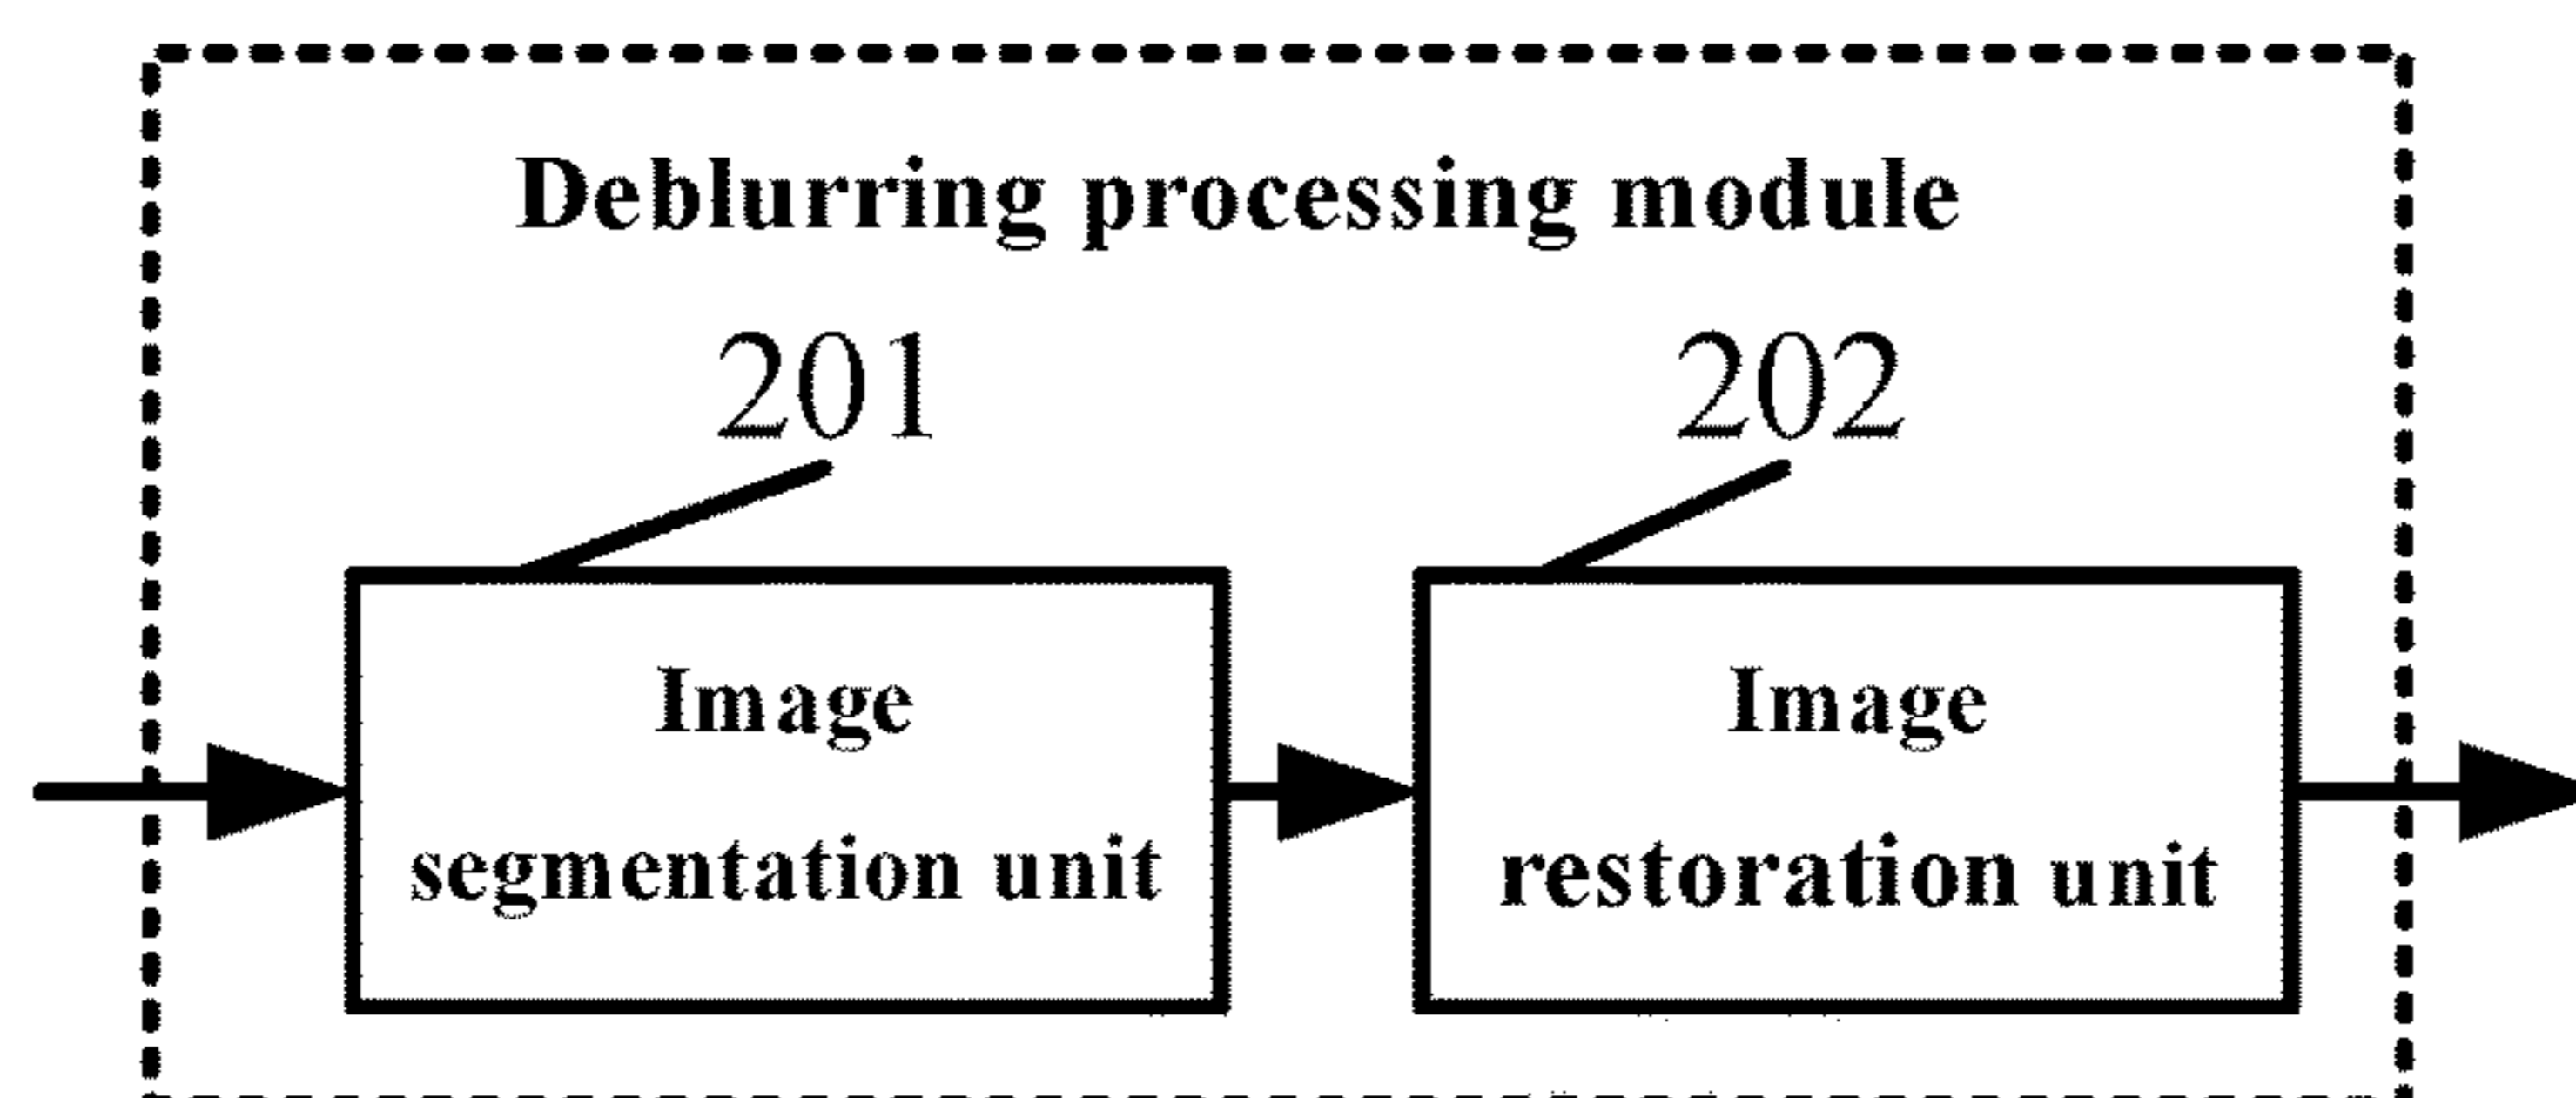 Deblurring processing module
201
202
Image
segmentation unit
Image
restoration unit